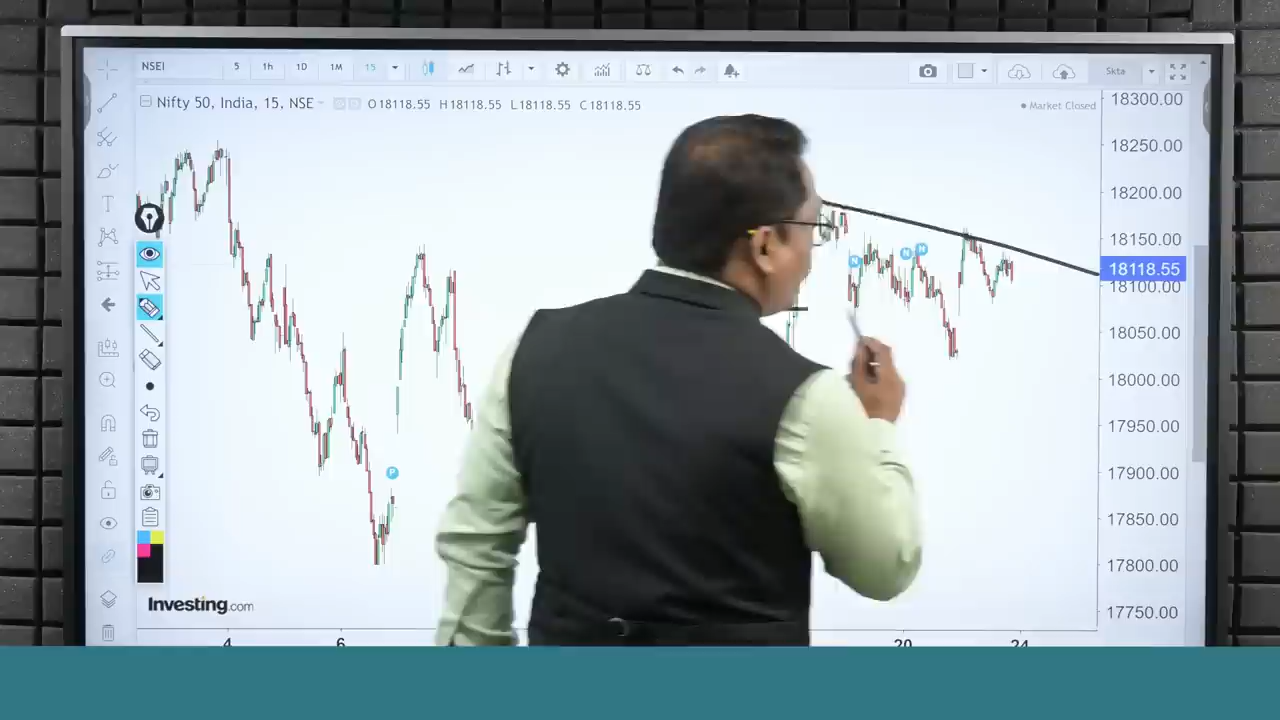 NSEI 5 1h 1D 1M 15 5kta
Nifty 50, India, 15, NSE O18118.55 H18118.55 L18118.55 C18118.55 Market Closed
18300.00
18250.00
18200.00
18150.00
18118.55
18100.00
18050.00
18000.00
17950.00
17900.00
17850.00
17800.00
17750.00
T
N N N
P
Investing.com
4 6 20 24